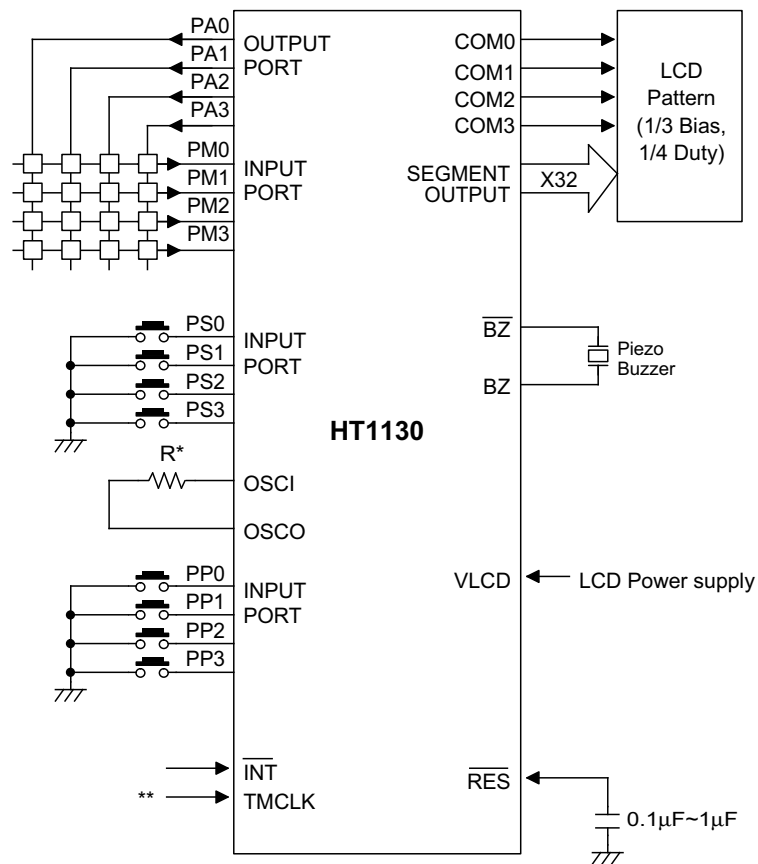 PA0
PA1
PA2
PA3
OUTPUT
PORT
PM0
PM1
PM2
PM3
INPUT
PORT
PS0
PS1
PS2
PS3
INPUT
PORT
R*
OSCI
OSCO
PP0
PP1
PP2
PP3
INPUT
PORT
INT
** TMCLK
HT1130
COM0
COM1
COM2
COM3
SEGMENT
OUTPUT
X32
LCD
Pattern
(1/3 Bias,
1/4 Duty)
BZ
BZ
Piezo
Buzzer
VLCD
LCD Power supply
RES
0.1μF~1μF